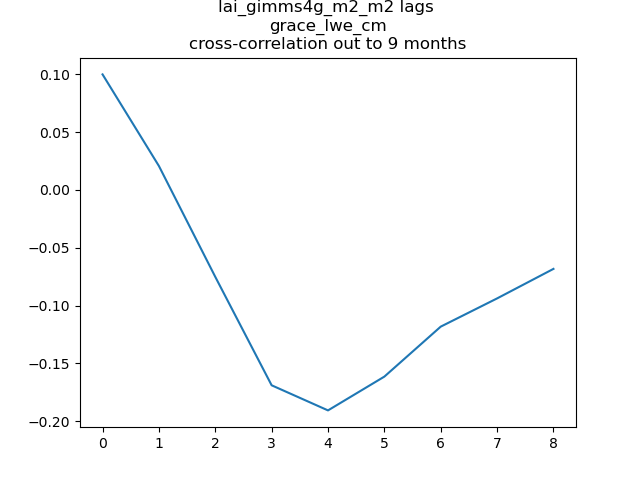 lai_gimms4g_m2_m2 lags
grace_lwe_cm
cross-correlation out to 9 months
0.10
0.05
0.00
−0.05
−0.10
−0.15
−0.20
0 1 2 3 4 5 6 7 8